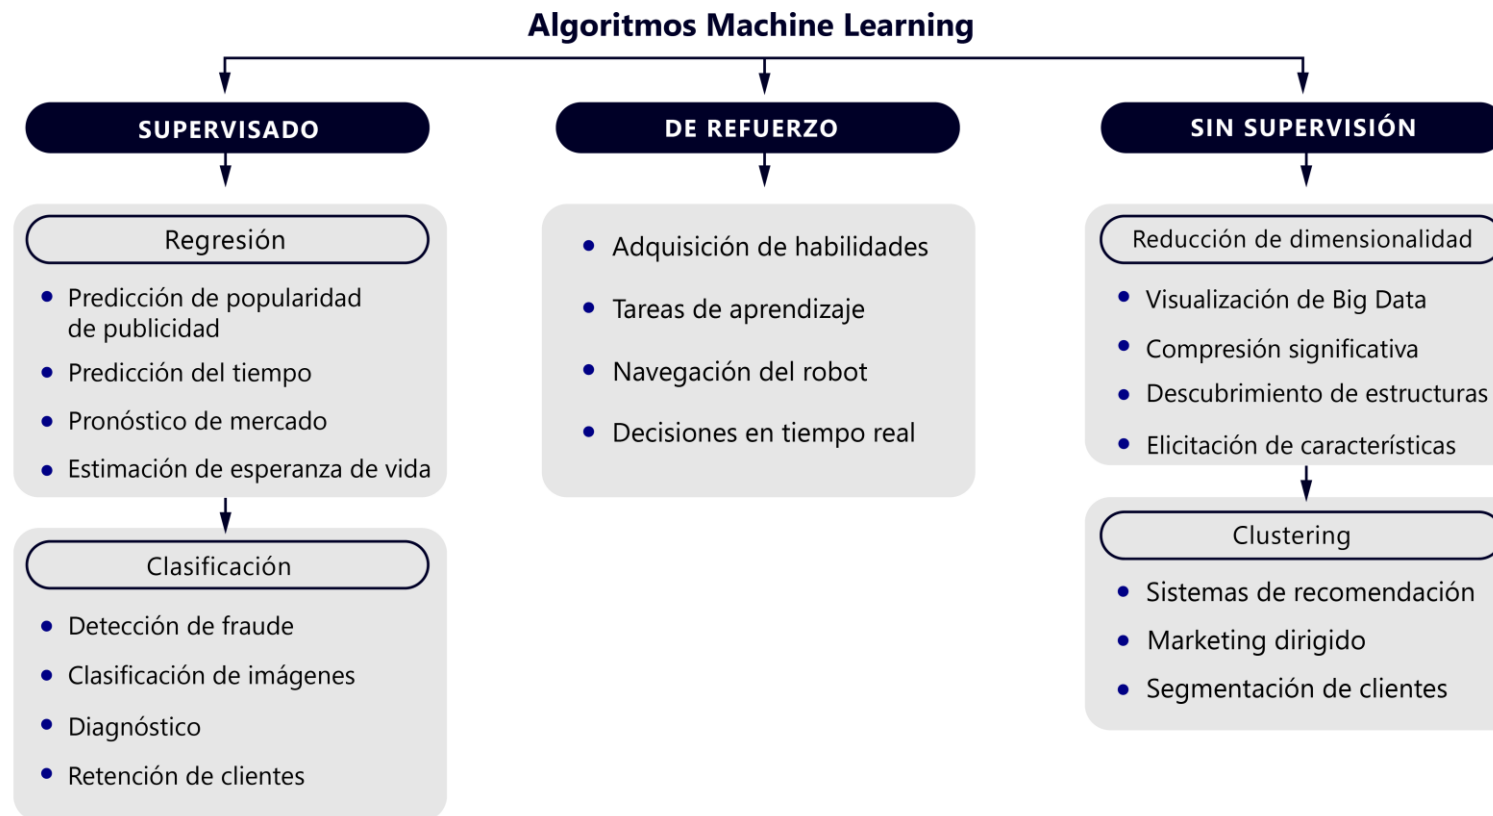 Algoritmos Machine Learning
SUPERVISADO
Regresión
Predicción de popularidad
de publicidad
Predicción del tiempo
Pronóstico de mercado
Estimación de esperanza de vida
Clasificación
Detección de fraude
Clasificación de imágenes
Diagnóstico
Retención de clientes
DE REFUERZO
Adquisición de habilidades
Tareas de aprendizaje
Navegación del robot
Decisiones en tiempo real
SIN SUPERVISIÓN
Reducción de dimensionalidad
Visualización de Big Data
Compresión significativa
Descubrimiento de estructuras
Elicitación de características
Clustering
Sistemas de recomendación
Marketing dirigido
Segmentación de clientes